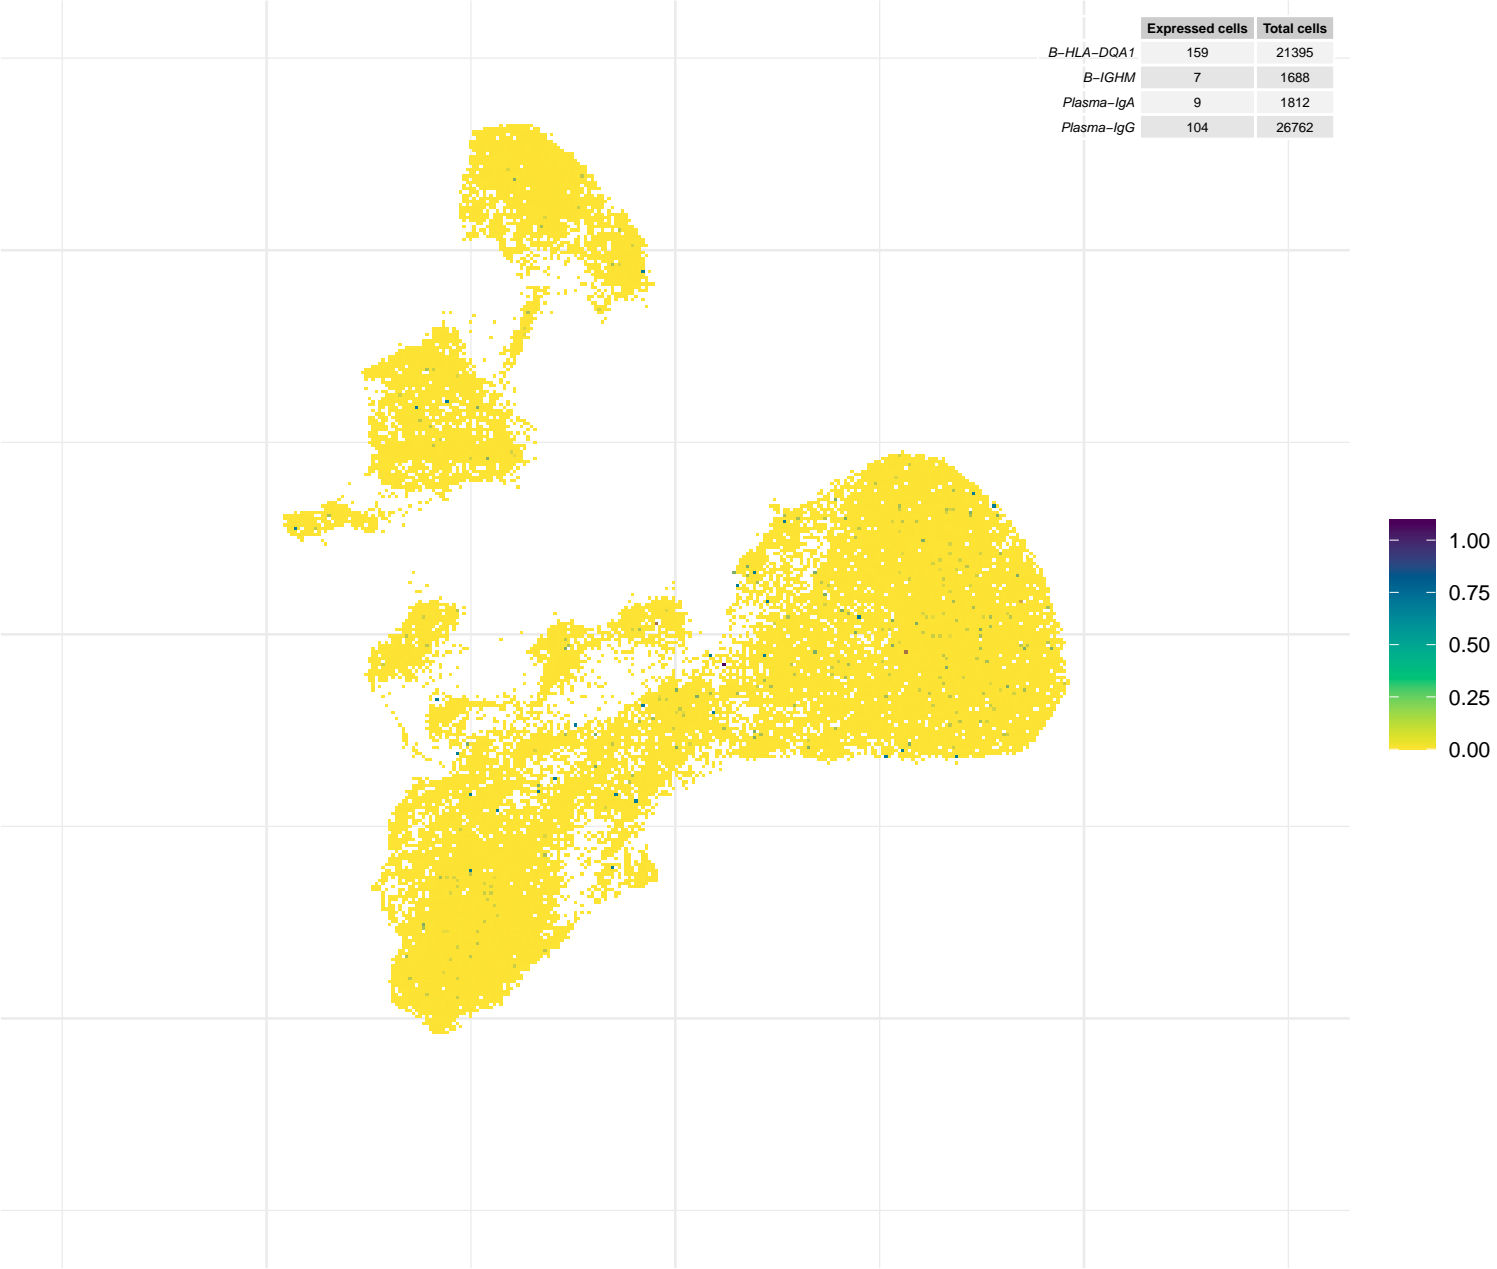 Expressed cells Total cells
B−HLA−DQA1 159 21395
B−IGHM 7 1688
Plasma−IgA 9 1812
Plasma−IgG 104 26762
1.00
0.75
0.50
0.25
0.00